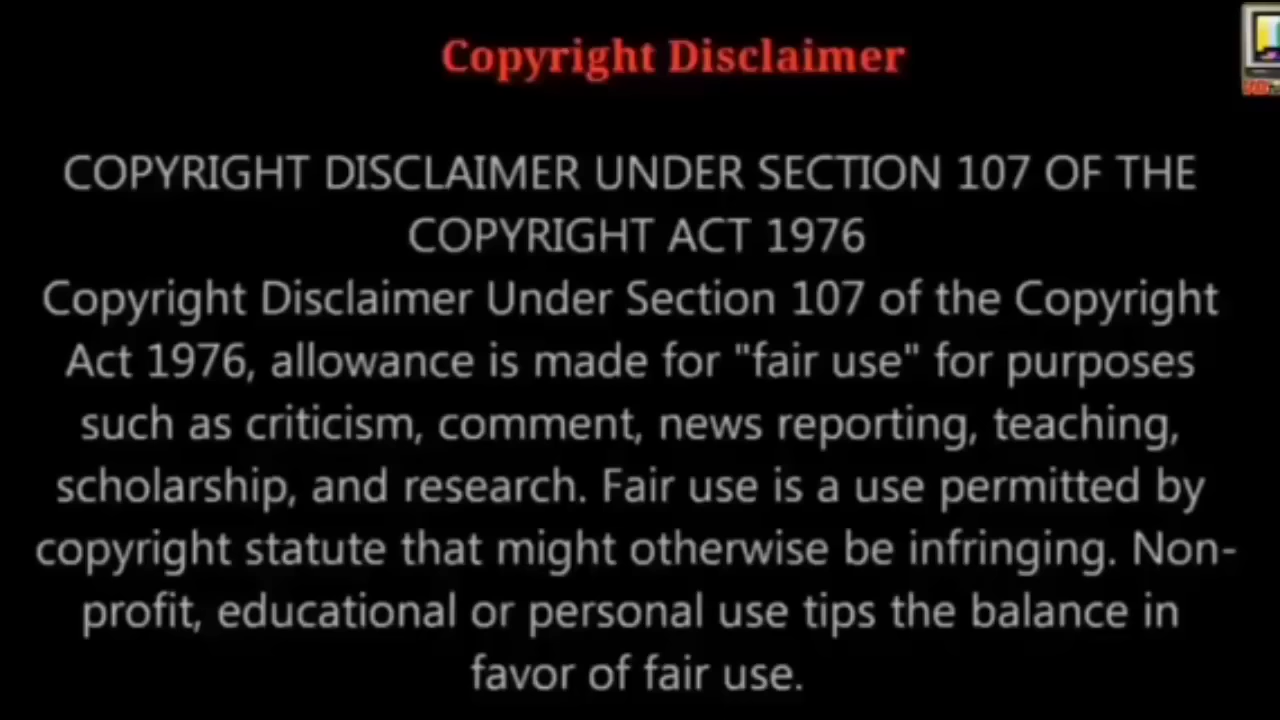 Copyright Disclaimer
COPYRIGHT DISCLAIMER UNDER SECTION 107 OF THE
COPYRIGHT ACT 1976
Copyright Disclaimer Under Section 107 of the Copyright
Act 1976, allowance is made for "fair use" for purposes
such as criticism, comment, news reporting, teaching,
scholarship, and research. Fair use is a use permitted by
copyright statute that might otherwise be infringing. Non-
profit, educational or personal use tips the balance in
favor of fair use.